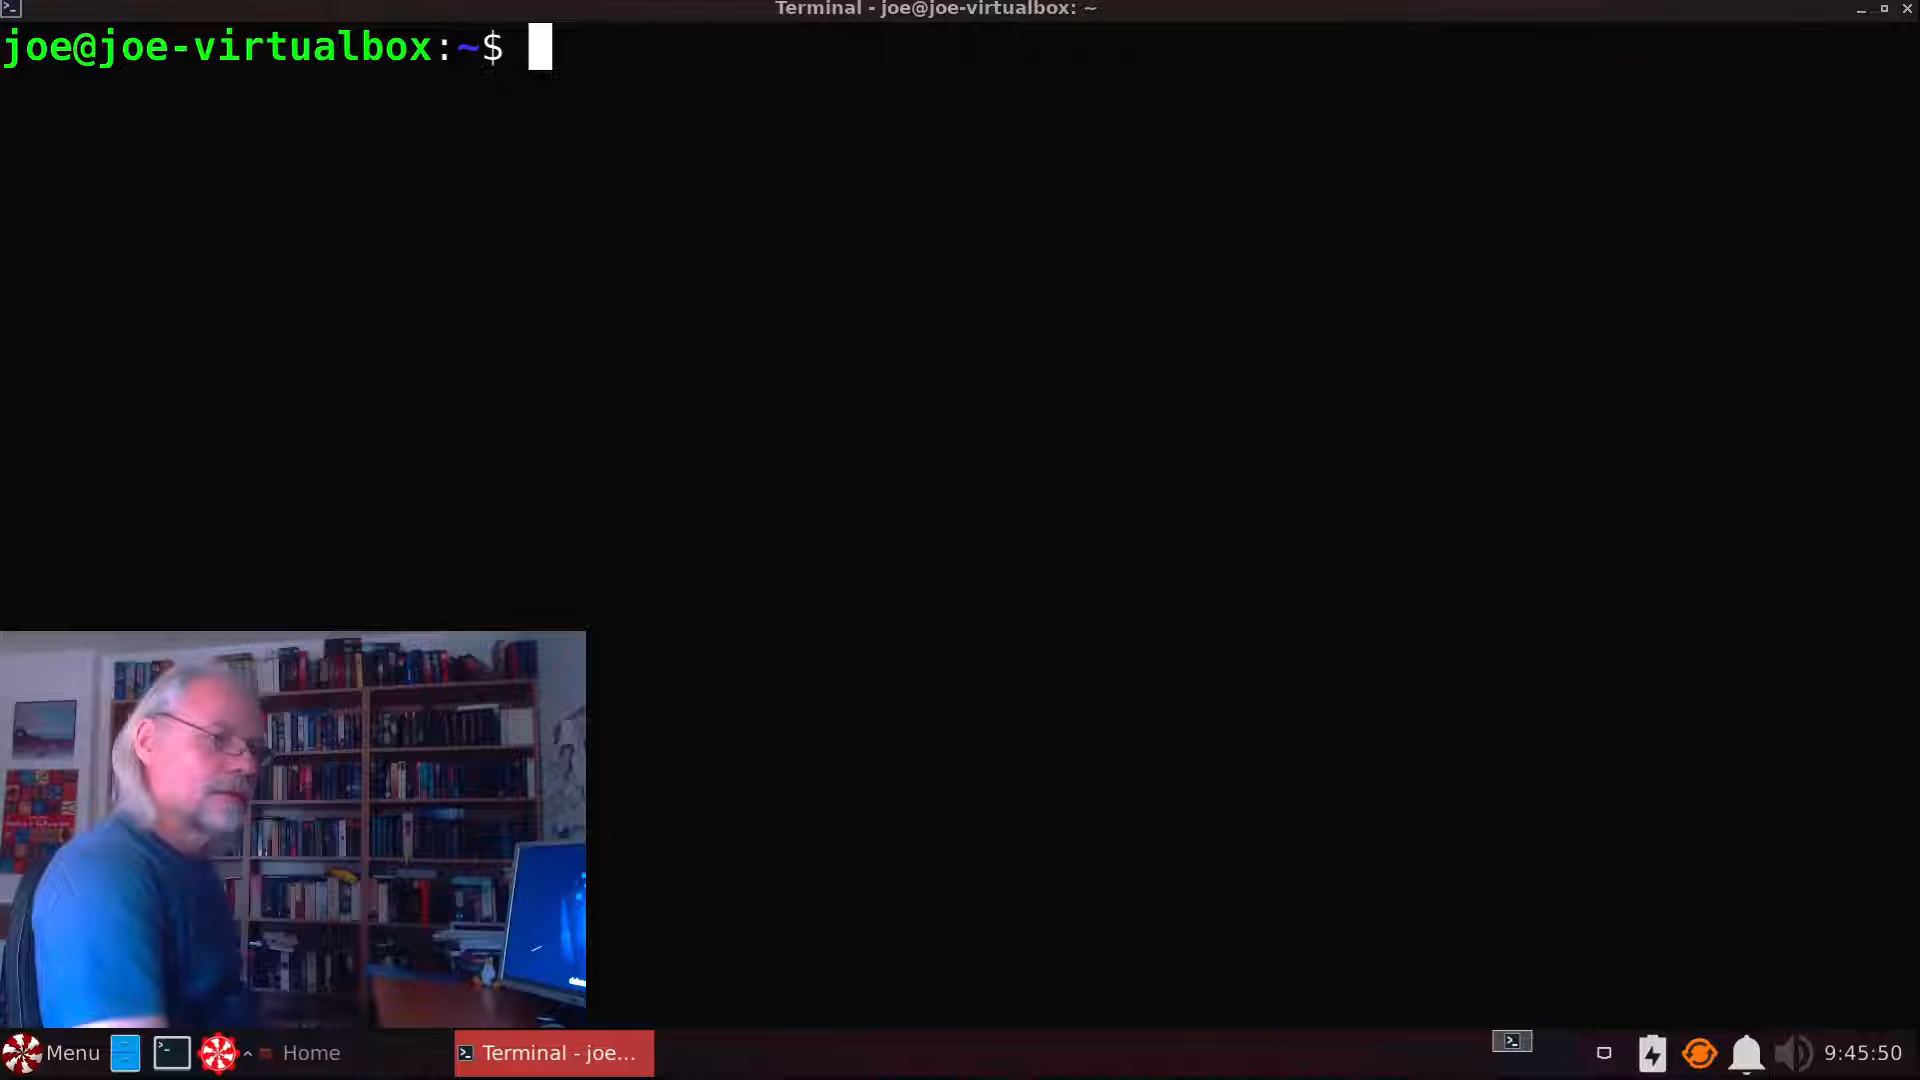 Terminal - joe@joe-virtualbox: ~
joe@joe-virtualbox:~$
Menu
Home
Terminal - joe...
9:45:50